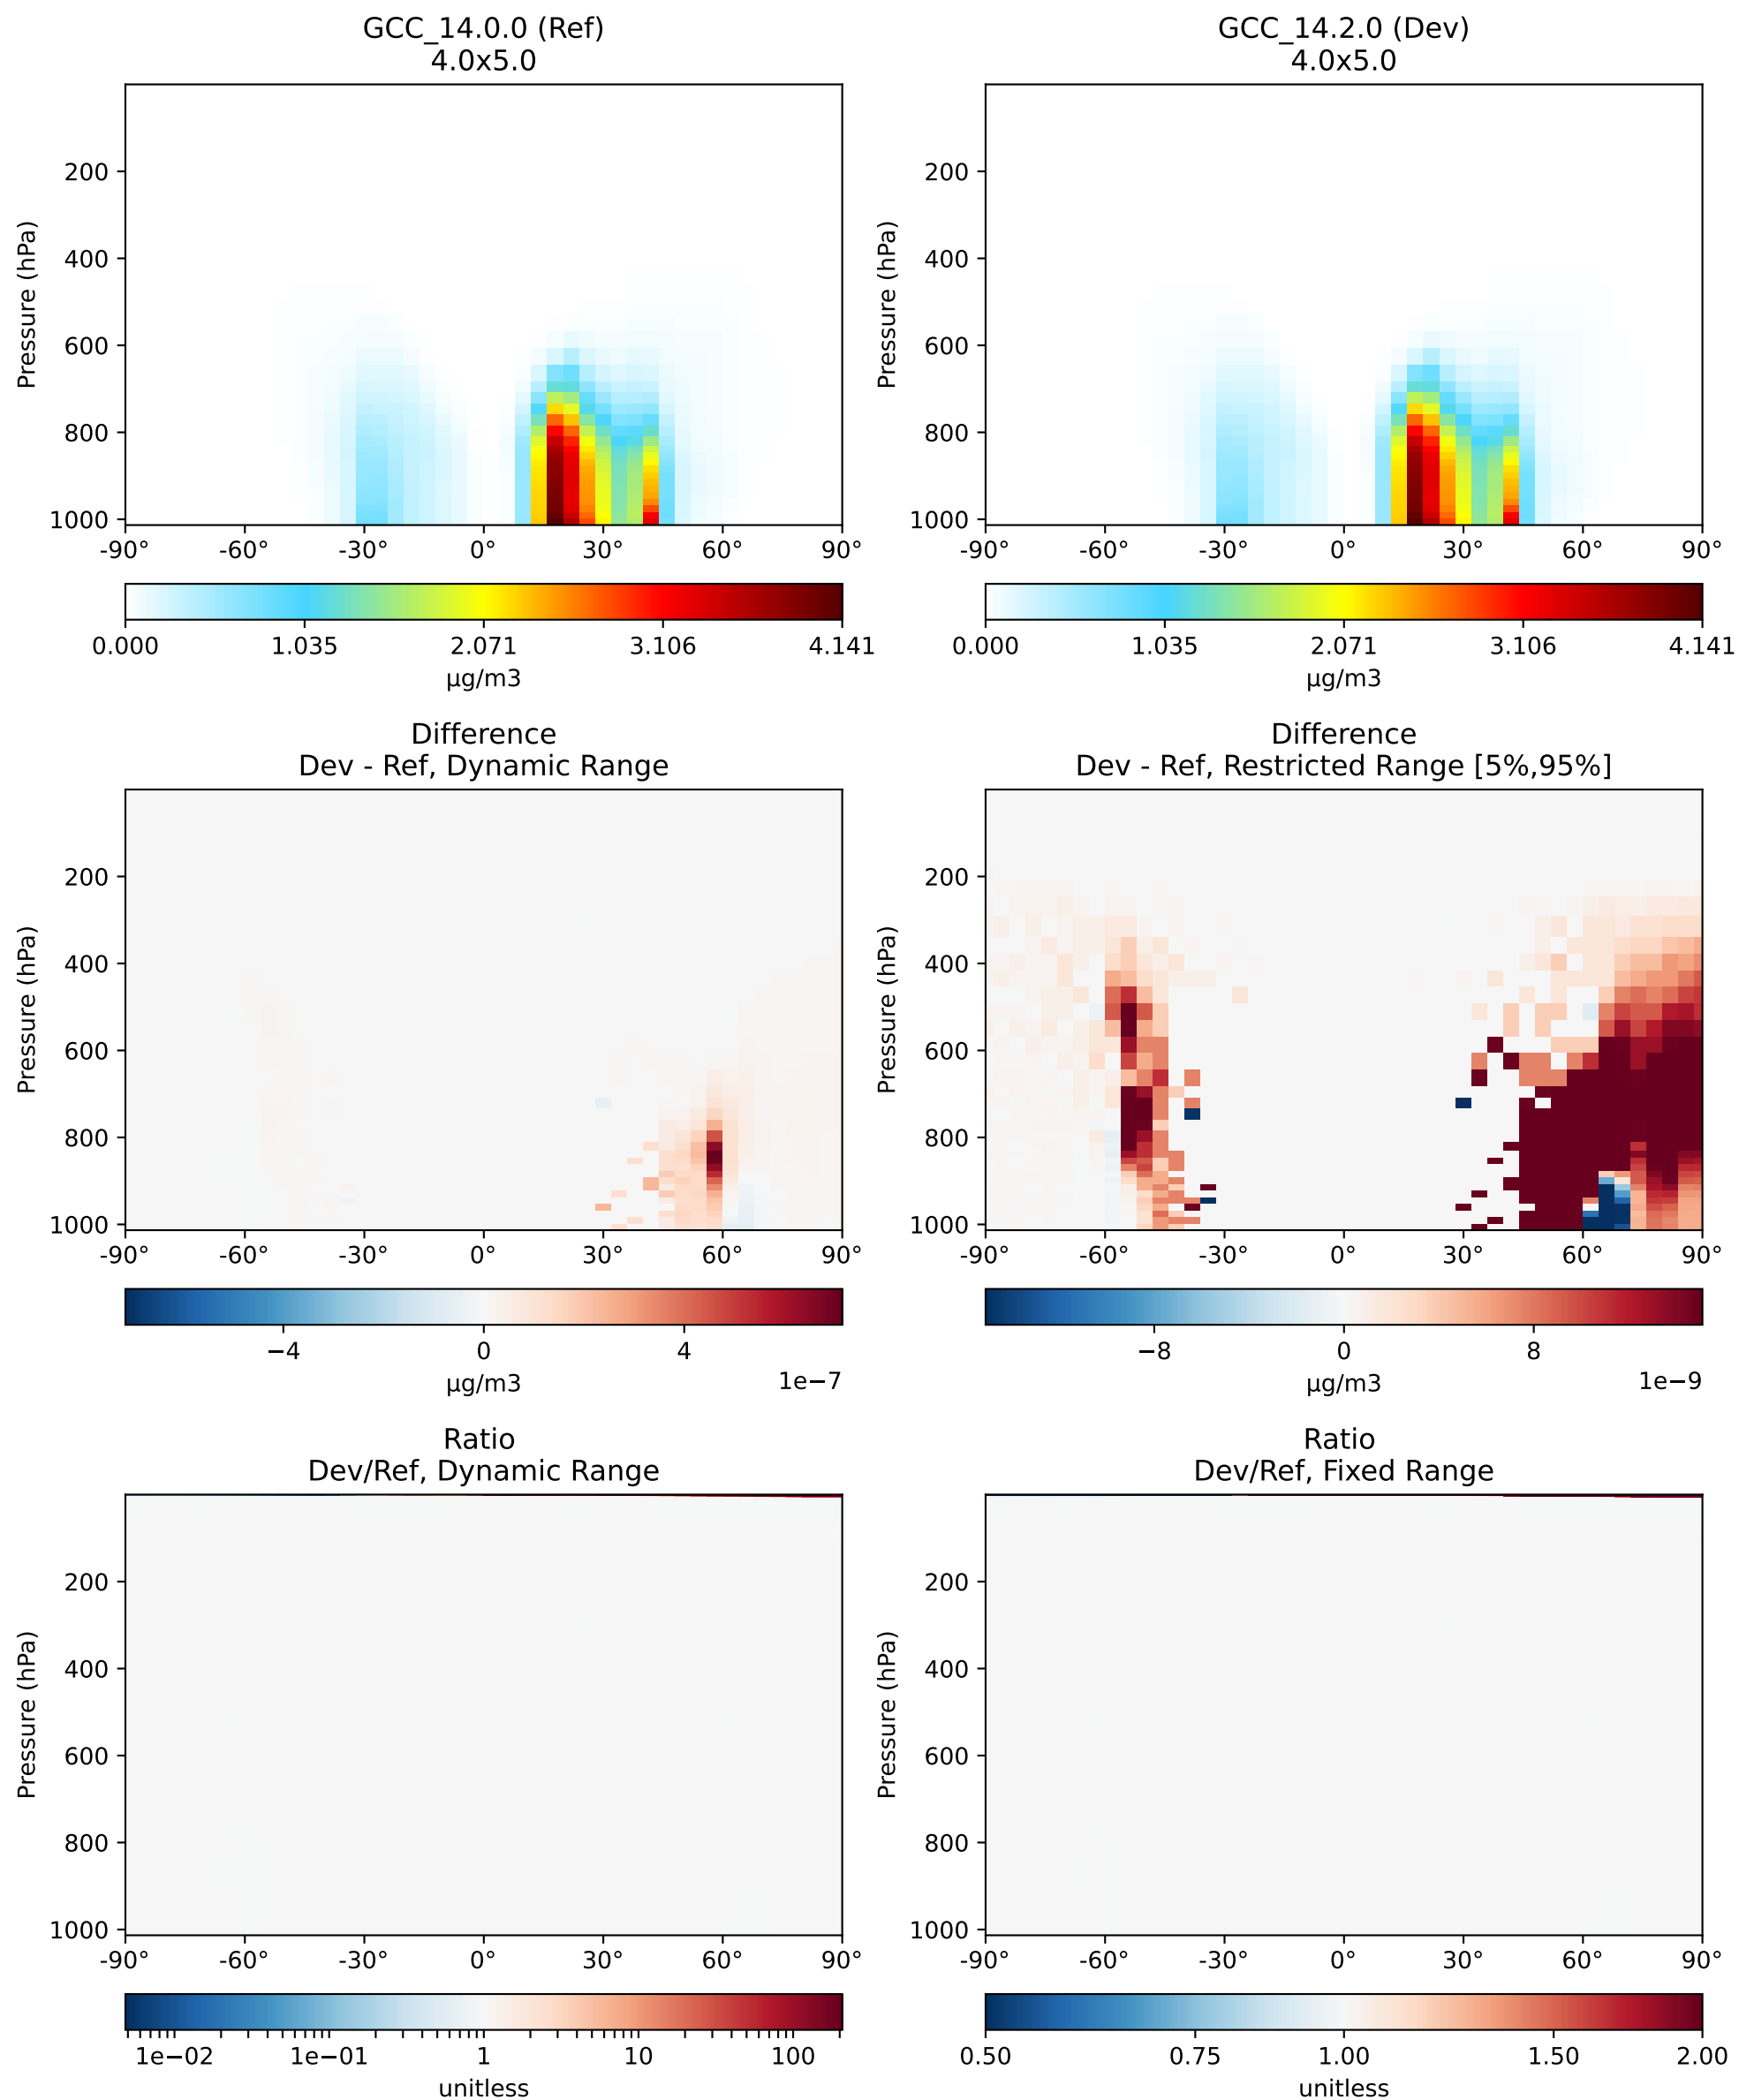 GCC_14.0.0 (Ref)
4.0x5.0
Pressure (hPa)
200
400
600
800
1000
-90° -60° -30° 0° 30° 60° 90°
0.000 1.035 2.071 3.106 4.141
µg/m3
GCC_14.2.0 (Dev)
4.0x5.0
Pressure (hPa)
200
400
600
800
1000
-90° -60° -30° 0° 30° 60° 90°
0.000 1.035 2.071 3.106 4.141
µg/m3
Difference
Dev - Ref, Dynamic Range
Pressure (hPa)
200
400
600
800
1000
-90° -60° -30° 0° 30° 60° 90°
−4 0 4
µg/m3 1e−7
Difference
Dev - Ref, Restricted Range [5%,95%]
Pressure (hPa)
200
400
600
800
1000
-90° -60° -30° 0° 30° 60° 90°
−8 0 8
µg/m3 1e−9
Ratio
Dev/Ref, Dynamic Range
Pressure (hPa)
200
400
600
800
1000
-90° -60° -30° 0° 30° 60° 90°
1e−02 1e−01 1 10 100
unitless
Ratio
Dev/Ref, Fixed Range
Pressure (hPa)
200
400
600
800
1000
-90° -60° -30° 0° 30° 60° 90°
0.50 0.75 1.00 1.50 2.00
unitless